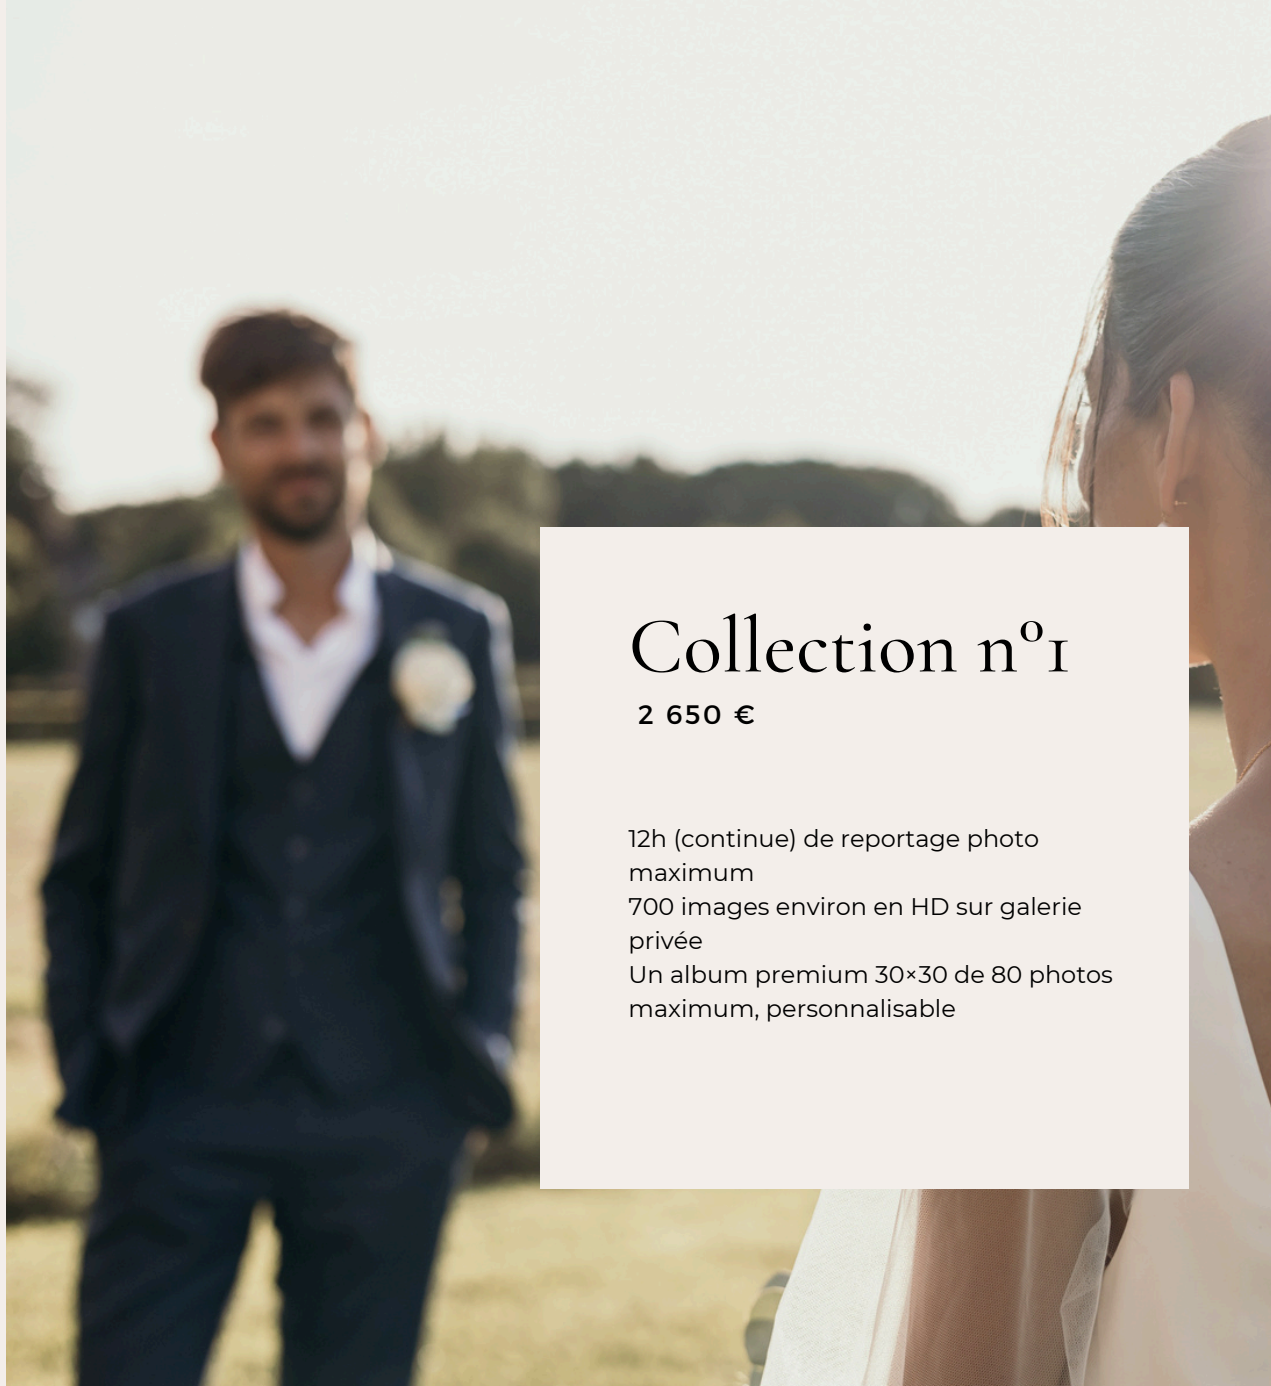 Collection n°1
2 650 €
12h (continue) de reportage photo
maximum
700 images environ en HD sur galerie
privée
Un album premium 30×30 de 80 photos
maximum, personnalisable